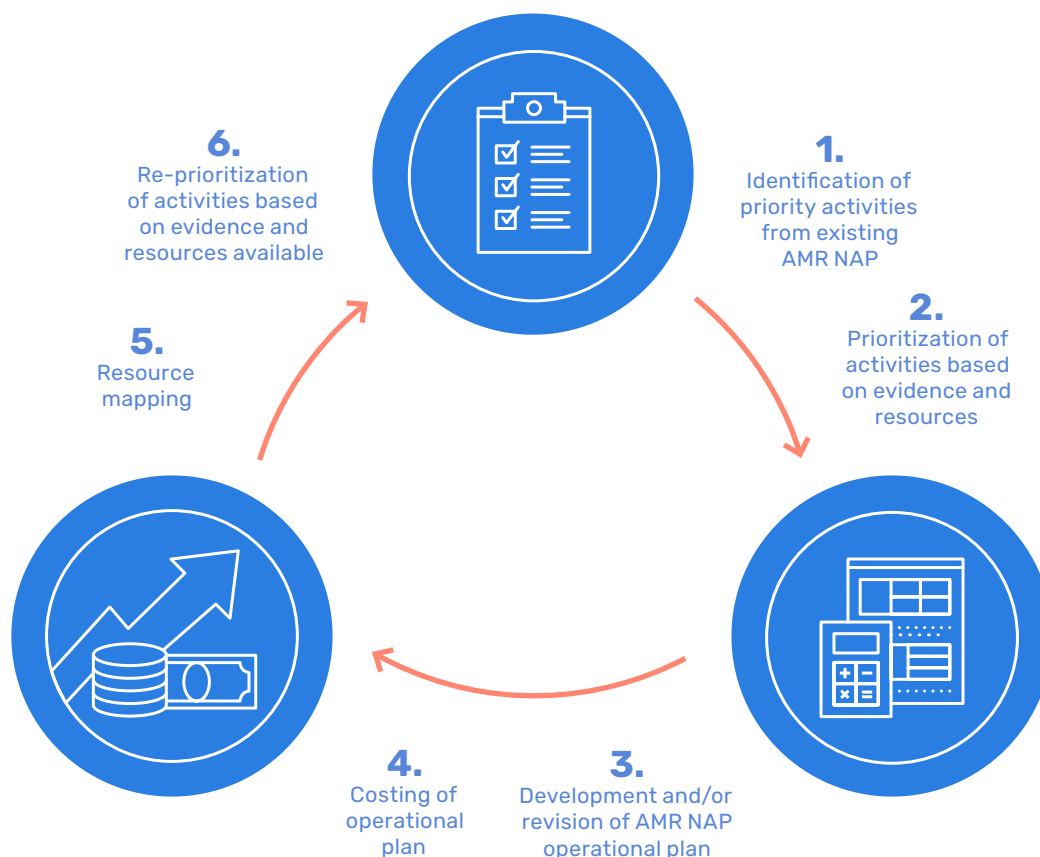 1.
Identification of
priority activities
from existing
AMR NAP
2.
Prioritization of
activities based
on evidence and
resources
3.
Development and/or
revision of AMR NAP
operational plan
4.
Costing of
operational
plan
5.
Resource
mapping
6.
Re-prioritization
of activities based
on evidence and
resources available